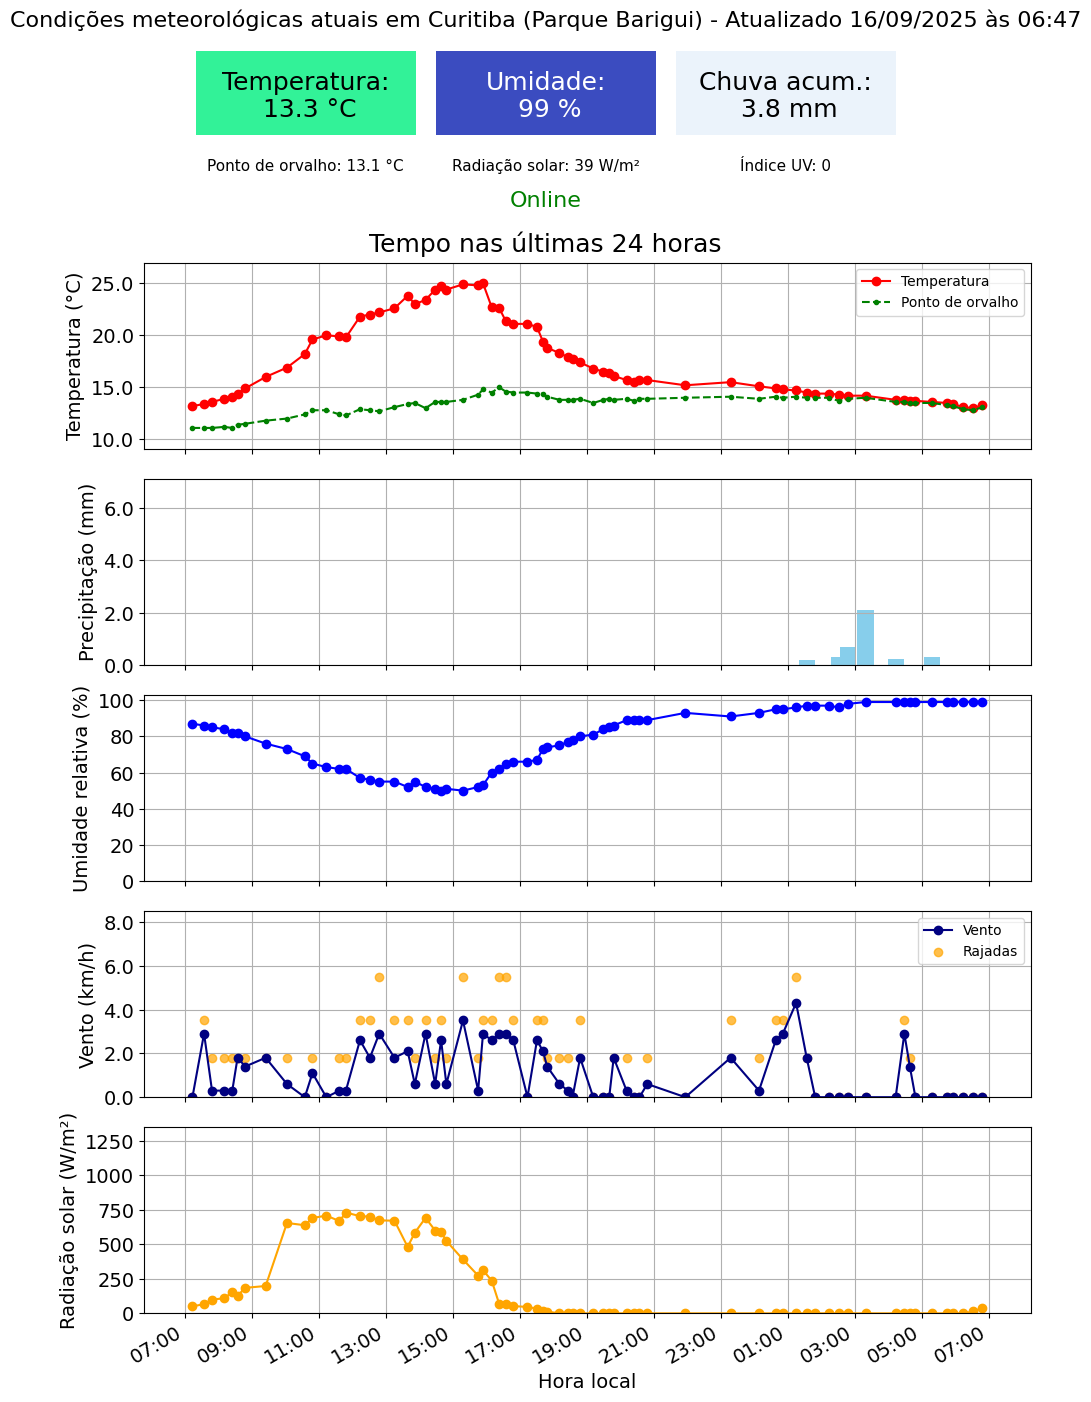 Condições meteorológicas atuais em Curitiba (Parque Barigui) - Atualizado 16/09/2025 às 06:47
Temperatura:
13.3 °C
Umidade:
99 %
Chuva acum.:
3.8 mm
Ponto de orvalho: 13.1 °C
Radiação solar: 39 W/m²
Índice UV: 0
Online
Tempo nas últimas 24 horas
Temperatura (°C)
25.0
20.0
15.0
10.0
Temperatura
Ponto de orvalho
Precipitação (mm)
6.0
4.0
2.0
0.0
Umidade relativa (%)
100
80
60
40
20
0
Vento (km/h)
8.0
6.0
4.0
2.0
0.0
Vento
Rajadas
Radiação solar (W/m²)
1250
1000
750
500
250
0
07:00
09:00
11:00
13:00
15:00
17:00
19:00
21:00
23:00
01:00
03:00
05:00
07:00
Hora local